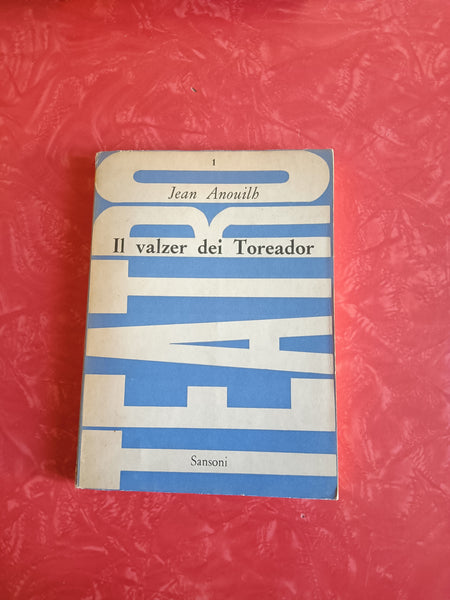 1
Jean Anouilh
Il valzer dei Toreador
TEATRO
Sansoni